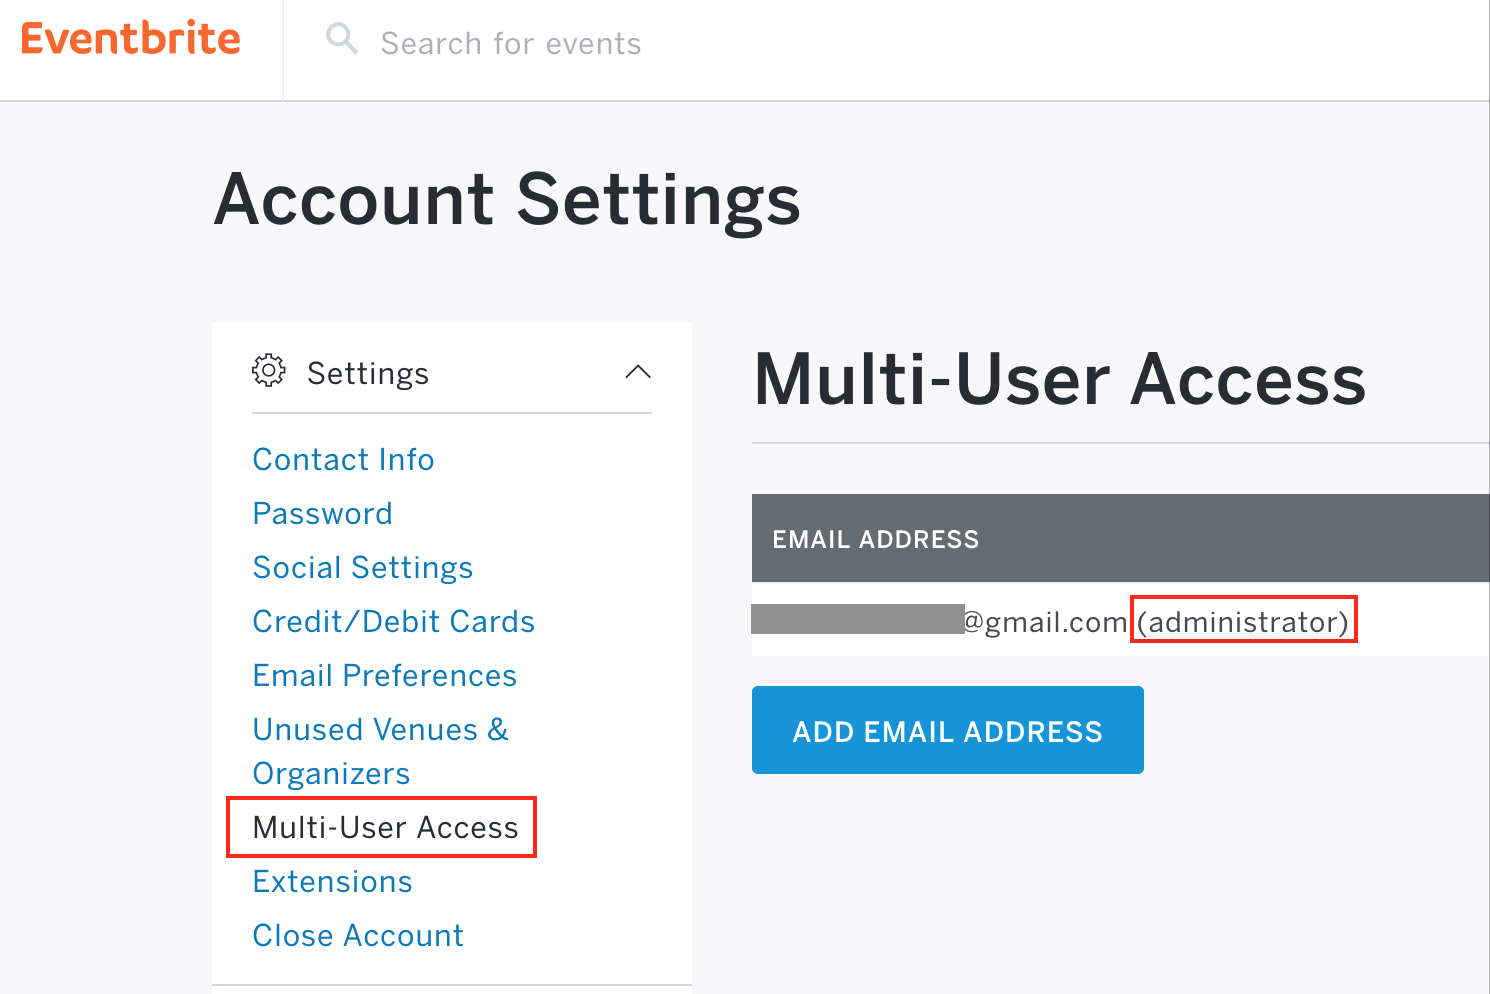 Eventbrite
Search for events
Account Settings
Settings
Contact Info
Password
Social Settings
Credit/Debit Cards
Email Preferences
Unused Venues &
Organizers
Multi-User Access
Extensions
Close Account
Multi-User Access
EMAIL ADDRESS
@gmail.com (administrator)
ADD EMAIL ADDRESS